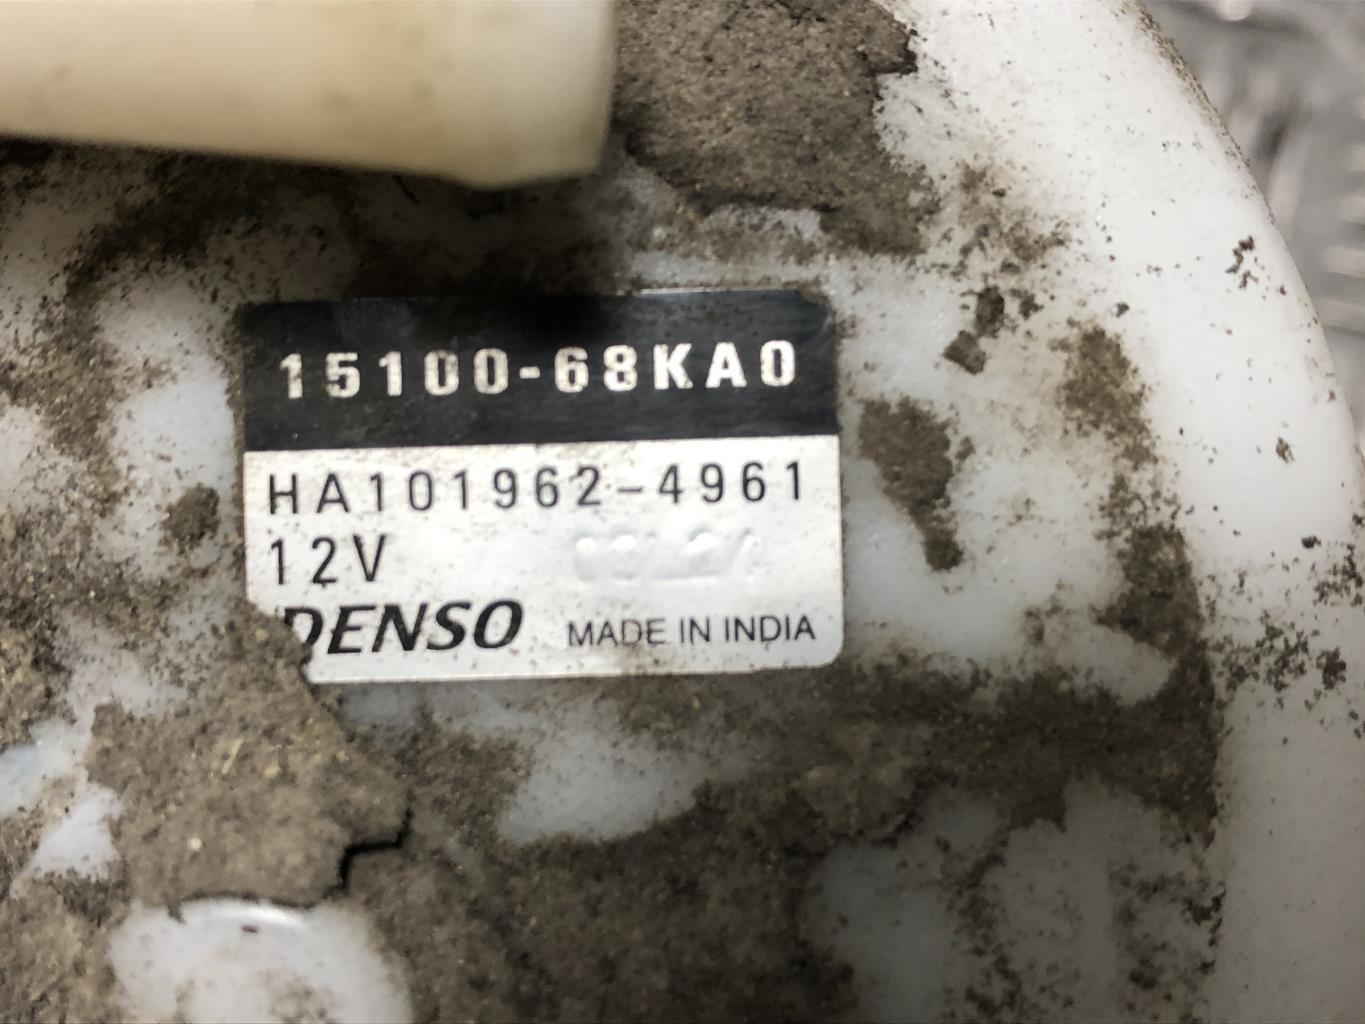 15100-68KA0
HA101962-4961
12V
DENSO MADE IN INDIA